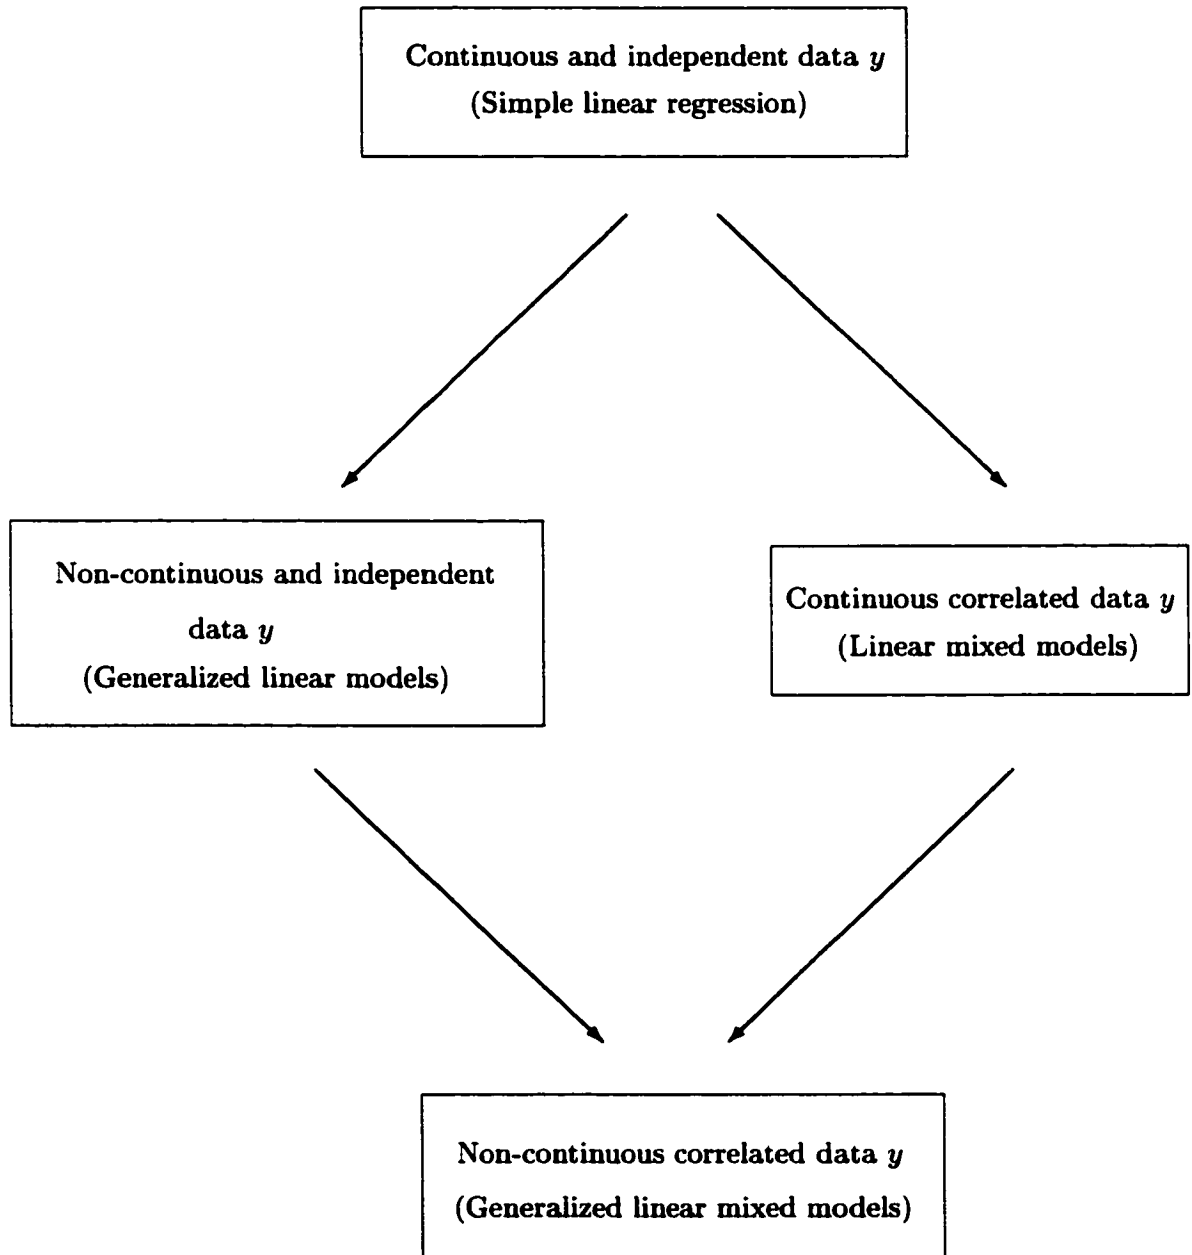 Continuous and independent data y
(Simple linear regression)
Non-continuous and independent
data y
(Generalized linear models)
Continuous correlated data y
(Linear mixed models)
Non-continuous correlated data y
(Generalized linear mixed models)